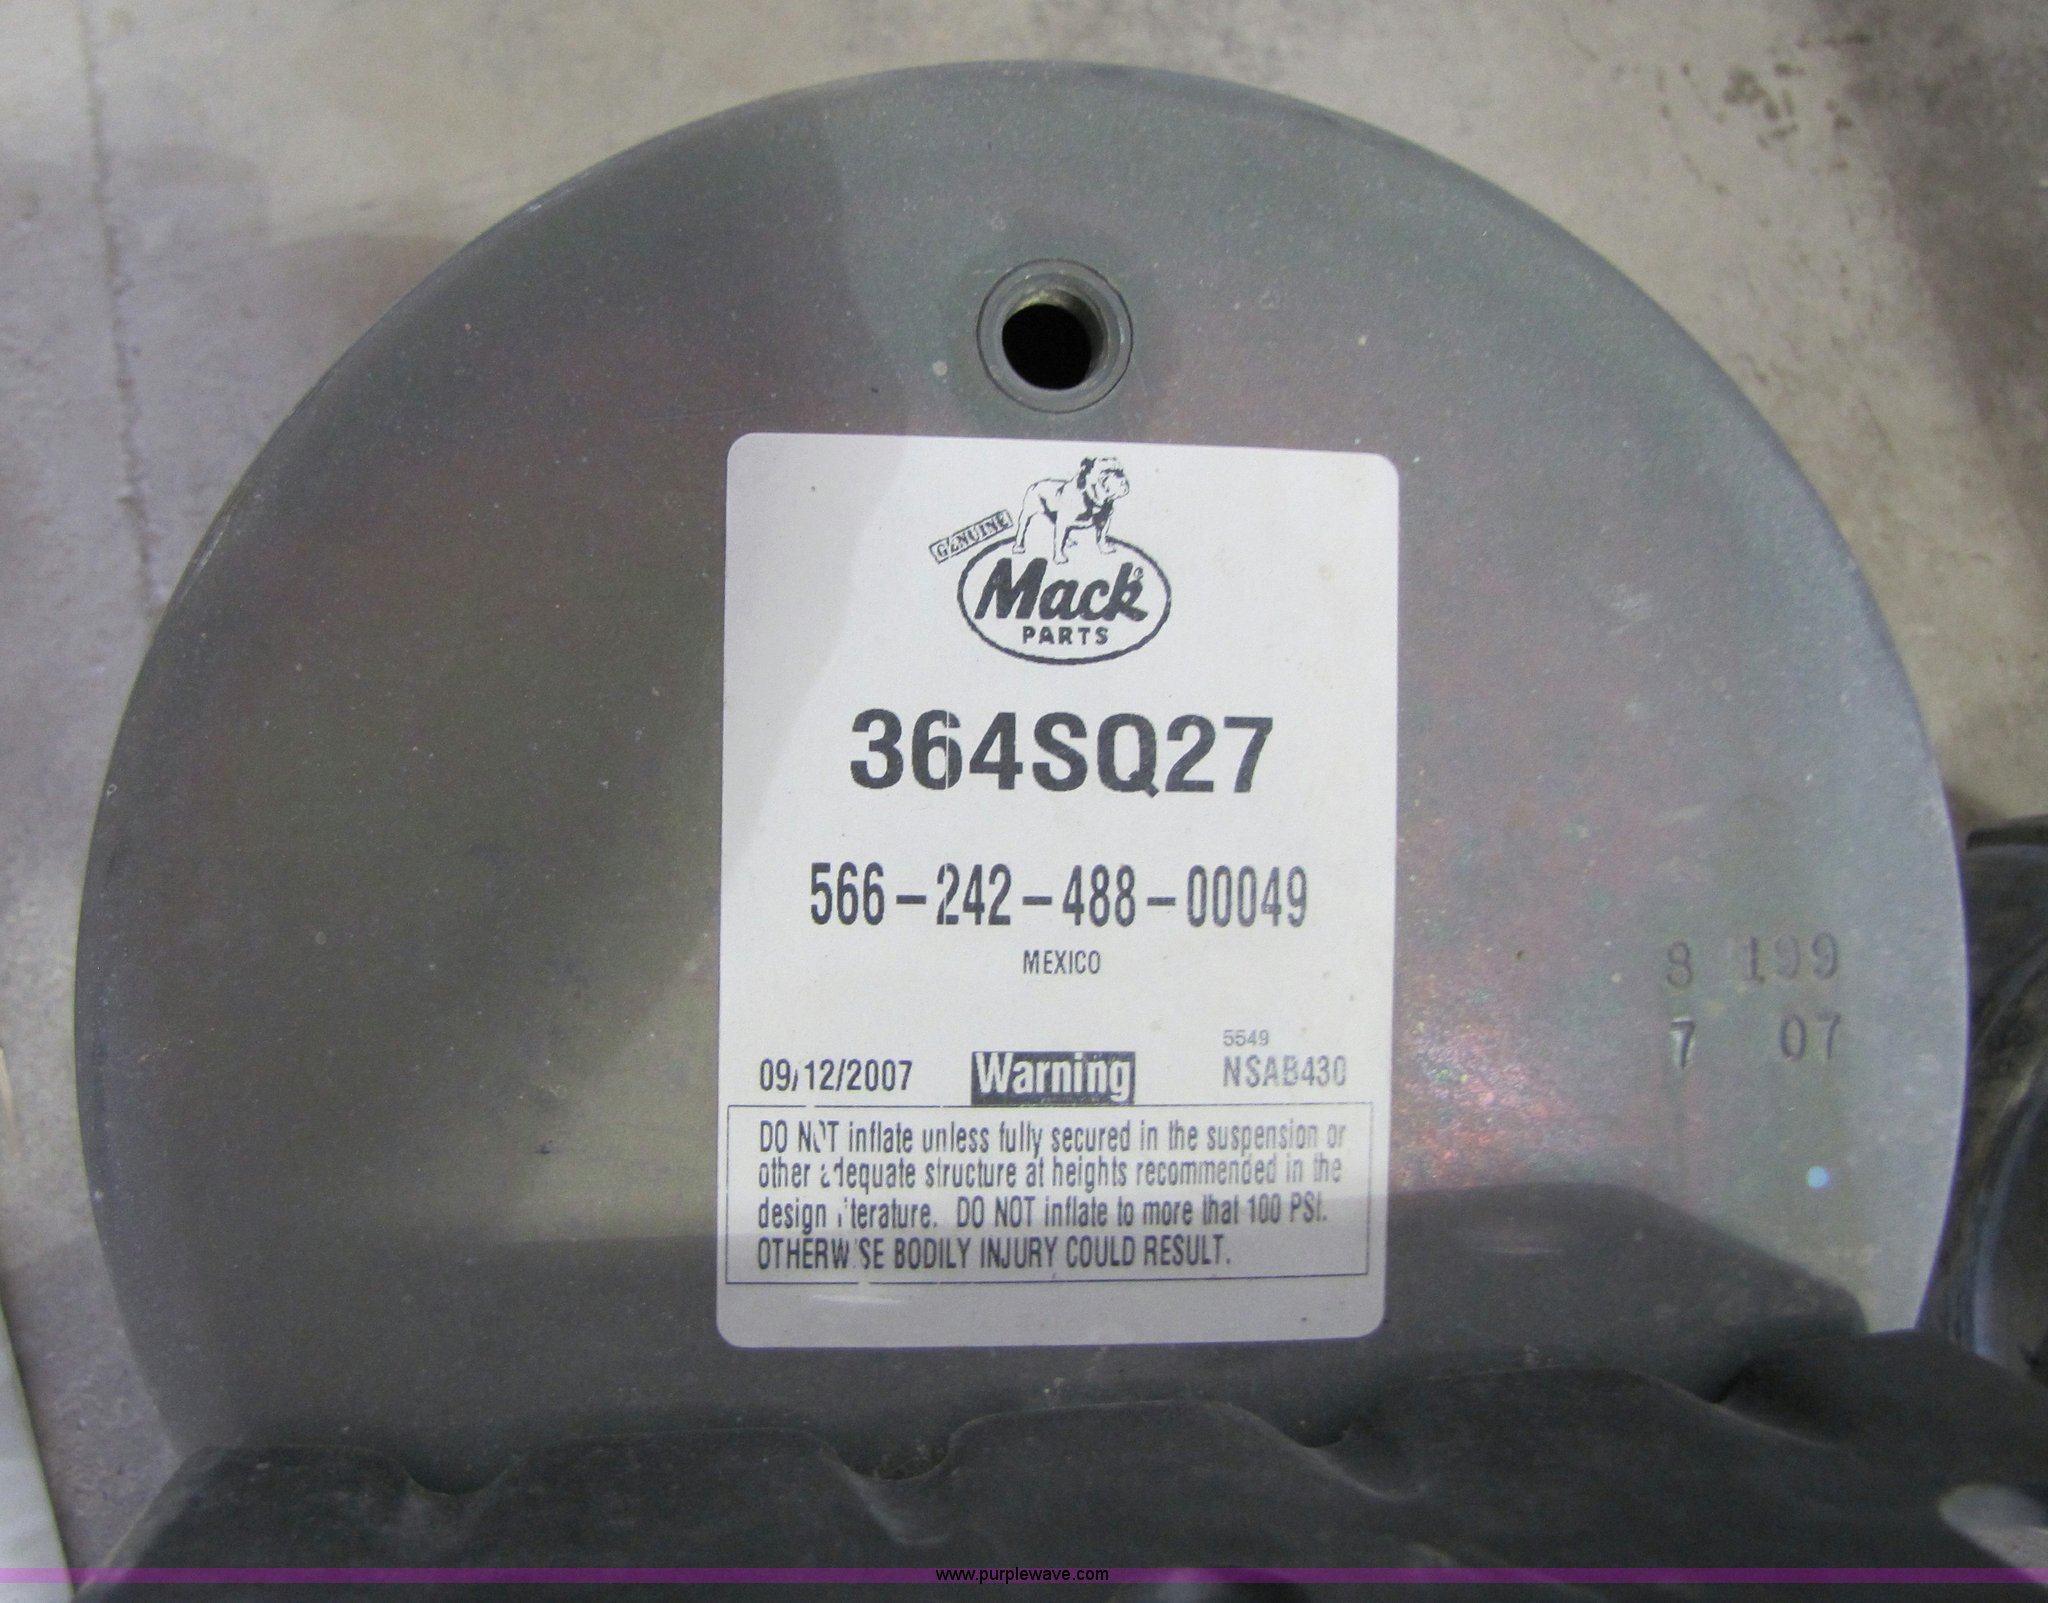 GENUINE
Mack®
PARTS
364SQ27
566-242-488-00049
MEXICO
5549
09/12/2007 Warning NSAB430
DO NOT inflate unless fully secured in the suspension or
other adequate structure at heights recommended in the
design literature. DO NOT inflate to more that 100 PSI.
OTHERWISE BODILY INJURY COULD RESULT.
8 199
7 07
www.purplewave.com